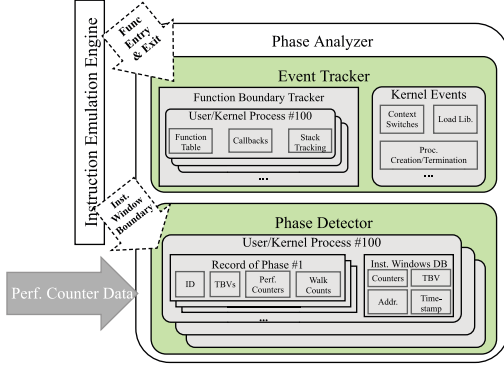 Instruction Emulation Engine
Func
Entry
& Exit
Phase Analyzer
Event Tracker
Function Boundary Tracker
User/Kernel Process #100
Function
Table
Callbacks
Stack
Tracking
...
Kernel Events
Context
Switches
Load Lib.
Proc.
Creation/Termination
...
Inst.
Window
Boundary
Phase Detector
User/Kernel Process #100
Record of Phase #1
ID
TBVs
Perf.
Counters
Walk
Counts
...
Inst. Windows DB
Counters
TBV
Addr.
Time-
stamp
Perf. Counter Data